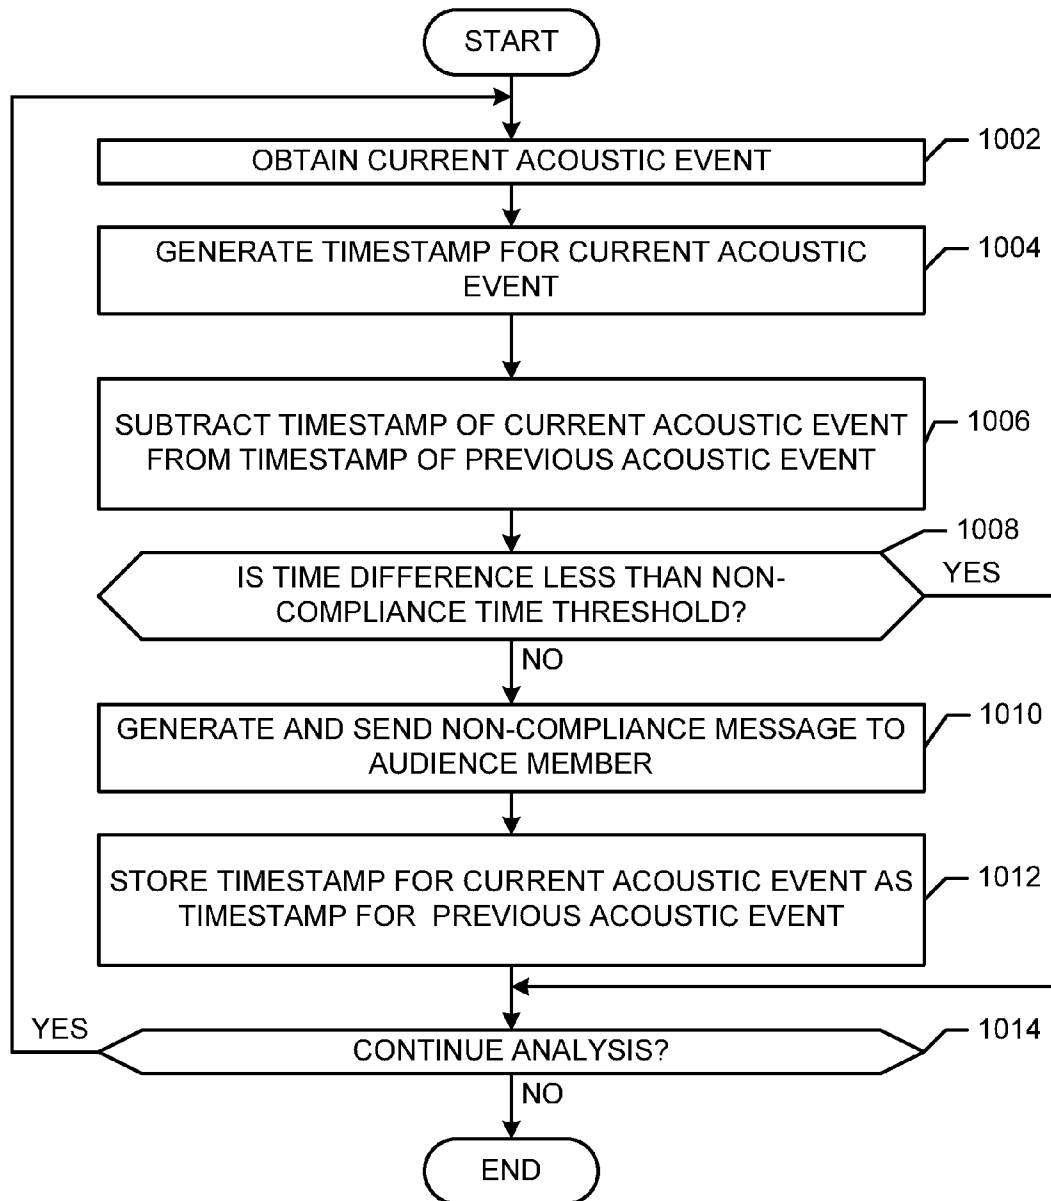 START
OBTAIN CURRENT ACOUSTIC EVENT
1002
GENERATE TIMESTAMP FOR CURRENT ACOUSTIC
EVENT
1004
SUBTRACT TIMESTAMP OF CURRENT ACOUSTIC EVENT
FROM TIMESTAMP OF PREVIOUS ACOUSTIC EVENT
1006
IS TIME DIFFERENCE LESS THAN NON-
COMPLIANCE TIME THRESHOLD?
1008
YES
NO
GENERATE AND SEND NON-COMPLIANCE MESSAGE TO
AUDIENCE MEMBER
1010
STORE TIMESTAMP FOR CURRENT ACOUSTIC EVENT AS
TIMESTAMP FOR PREVIOUS ACOUSTIC EVENT
1012
YES
CONTINUE ANALYSIS?
1014
NO
END